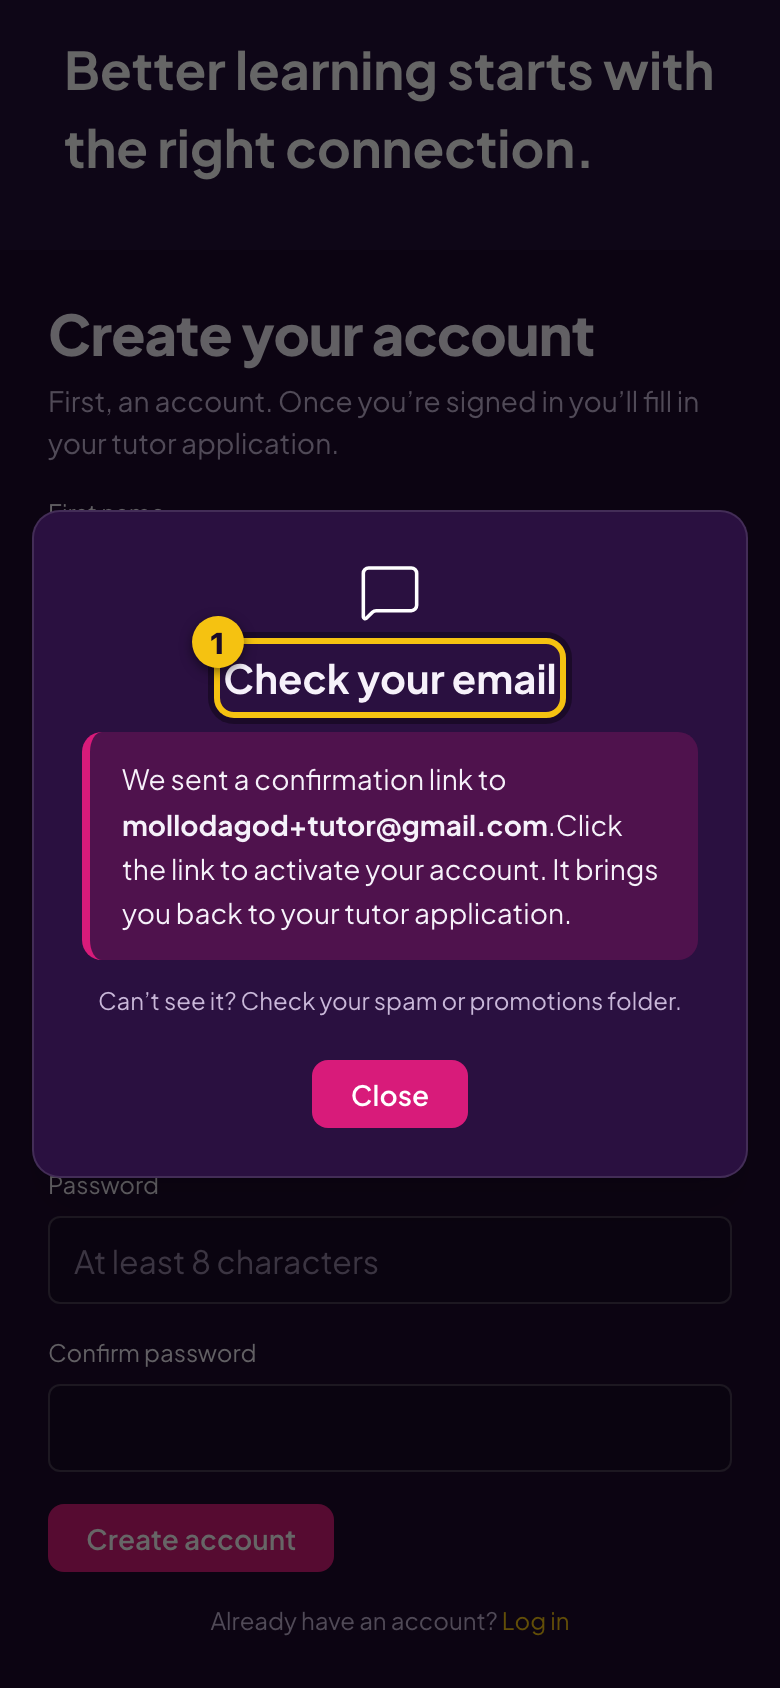 Better learning starts with
the right connection.
Create your account
First, an account. Once you’re signed in you’ll fill in
your tutor application.
First name
1
Check your email
We sent a confirmation link to
mollodagod+tutor@gmail.com.Click
the link to activate your account. It brings
you back to your tutor application.
Can’t see it? Check your spam or promotions folder.
Close
Password
At least 8 characters
Confirm password
Create account
Already have an account? Log in